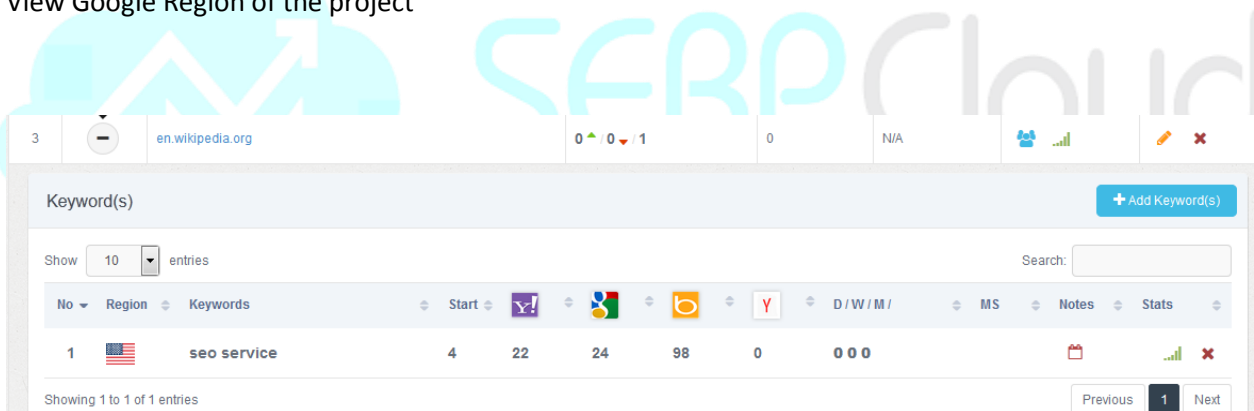 View Google Region of the project
SERPCloud
3 en.wikipedia.org 0 / 0 / 1 0 N/A
Keyword(s) + Add Keyword(s)
Show 10 entries Search:
No Region Keywords Start Y! g b Y D / W / M / MS Notes Stats
1 seo service 4 22 24 98 0 0 0 0
Showing 1 to 1 of 1 entries Previous 1 Next